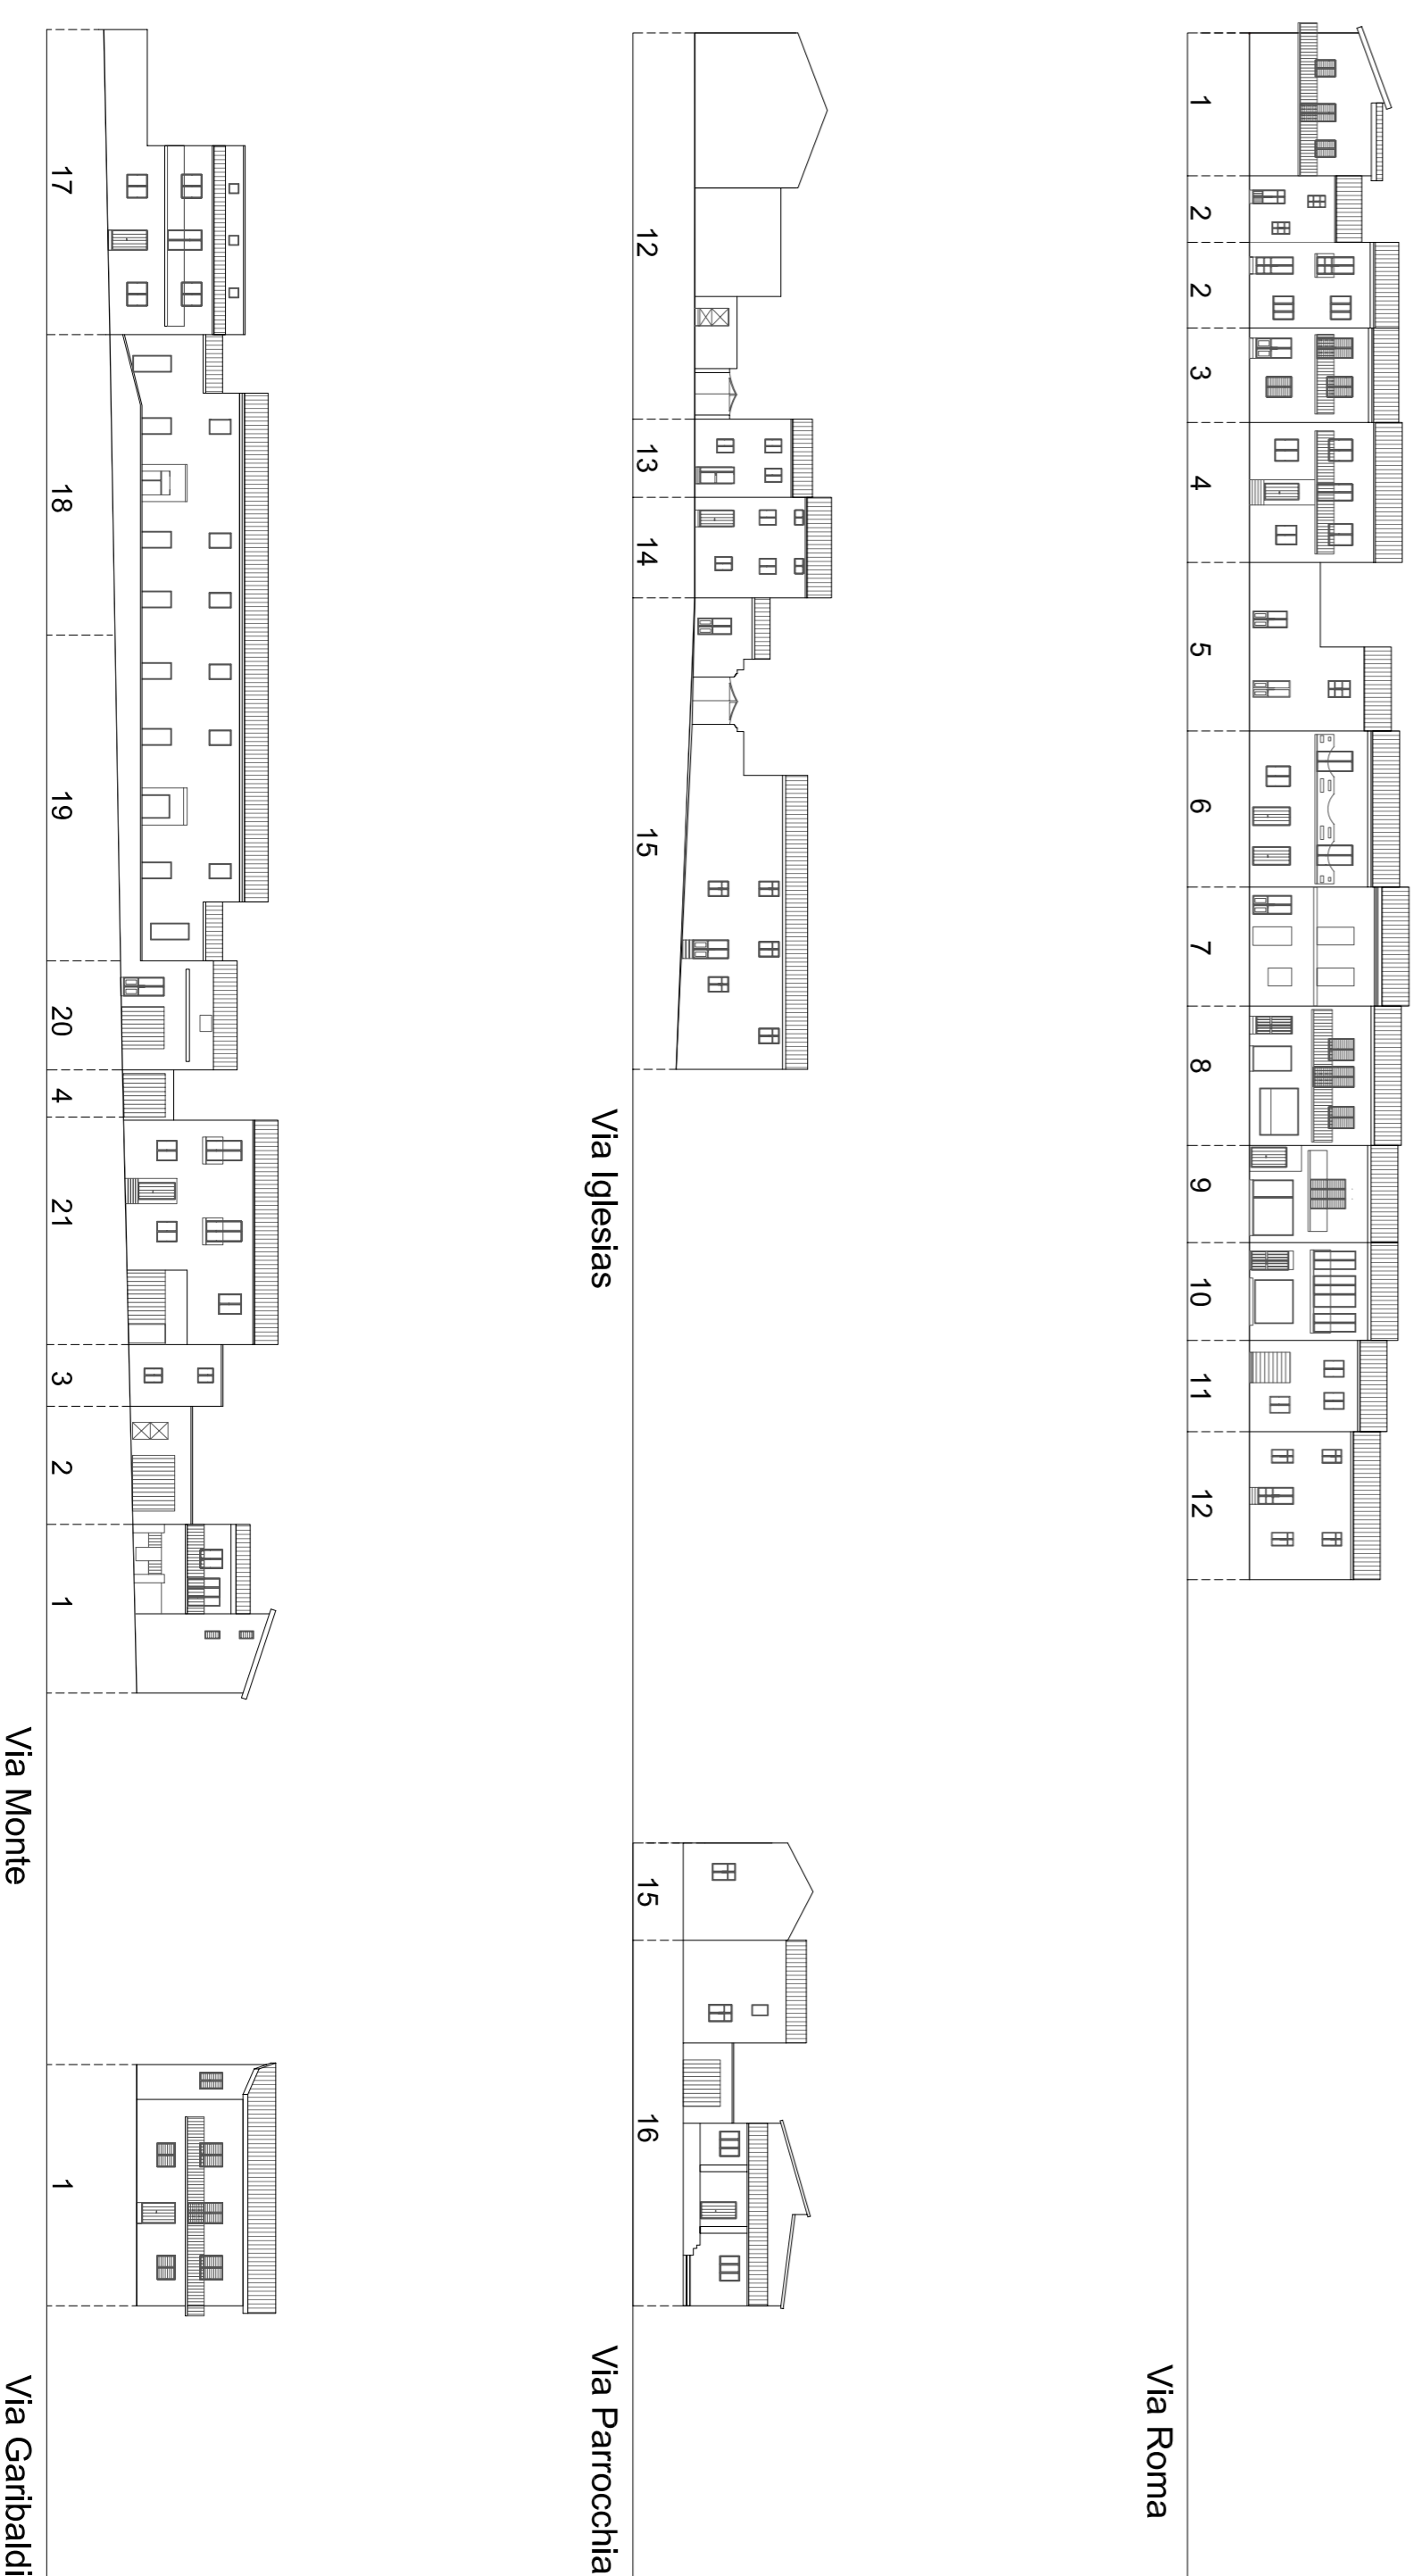 1 2 2 3 4 5 6 7 8 9 10 11 12
Via Roma
12 13 14 15
Via Iglesias
15 16
Via Parrocchia
17 18 19 20 4 21 3 2 1
Via Monte
1
Via Garibaldi